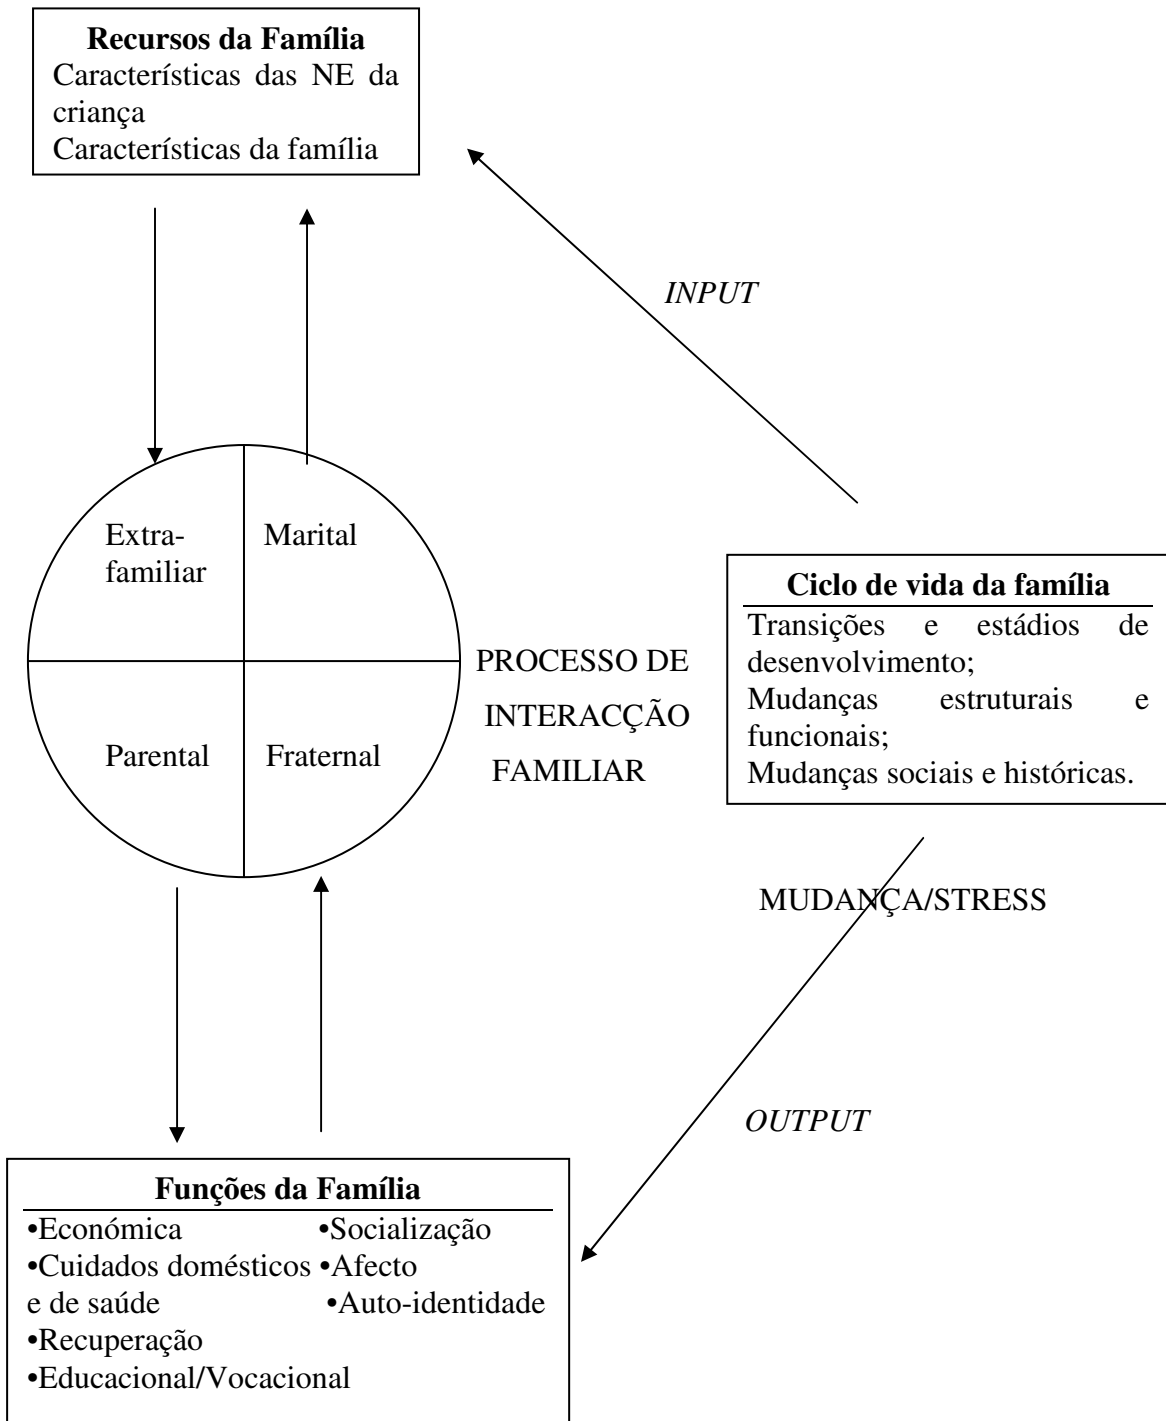 Recursos da Família
Características das NE da
criança
Características da família
INPUT
Extra-
familiar
Marital
Parental
Fraternal
PROCESSO DE
INTERACÇÃO
FAMILIAR
Ciclo de vida da família
Transições e estádios de
desenvolvimento;
Mudanças estruturais e
funcionais;
Mudanças sociais e históricas.
MUDANÇA/STRESS
OUTPUT
Funções da Família
•Económica •Socialização
•Cuidados domésticos •Afecto
e de saúde •Auto-identidade
•Recuperação
•Educacional/Vocacional